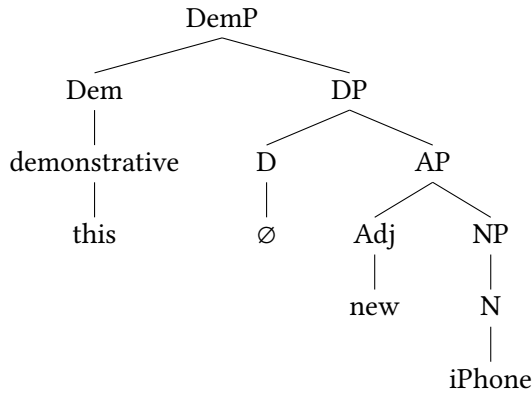 DemP
Dem DP
demonstrative D AP
this ∅ Adj NP
new N
iPhone